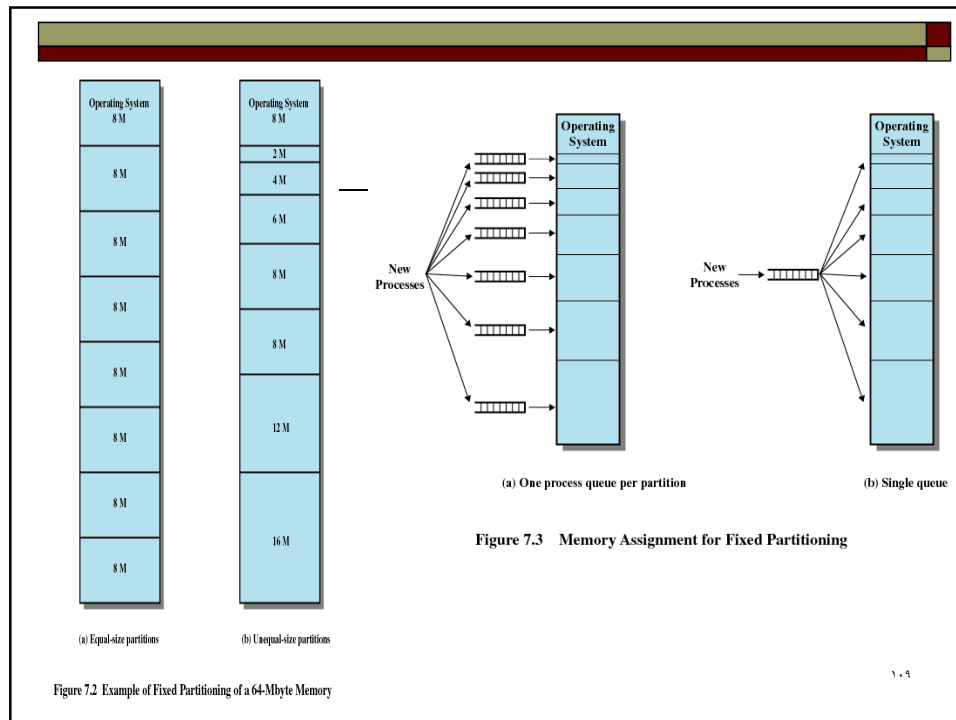 Operating System
8 M
8 M
8 M
8 M
8 M
8 M
8 M
8 M
(a) Equal-size partitions
Operating System
8 M
2 M
4 M
6 M
8 M
8 M
12 M
16 M
(b) Unequal-size partitions
Figure 7.2 Example of Fixed Partitioning of a 64-Mbyte Memory
New
Processes
Operating
System
(a) One process queue per partition
New
Processes
Operating
System
(b) Single queue
Figure 7.3 Memory Assignment for Fixed Partitioning
١٠٩